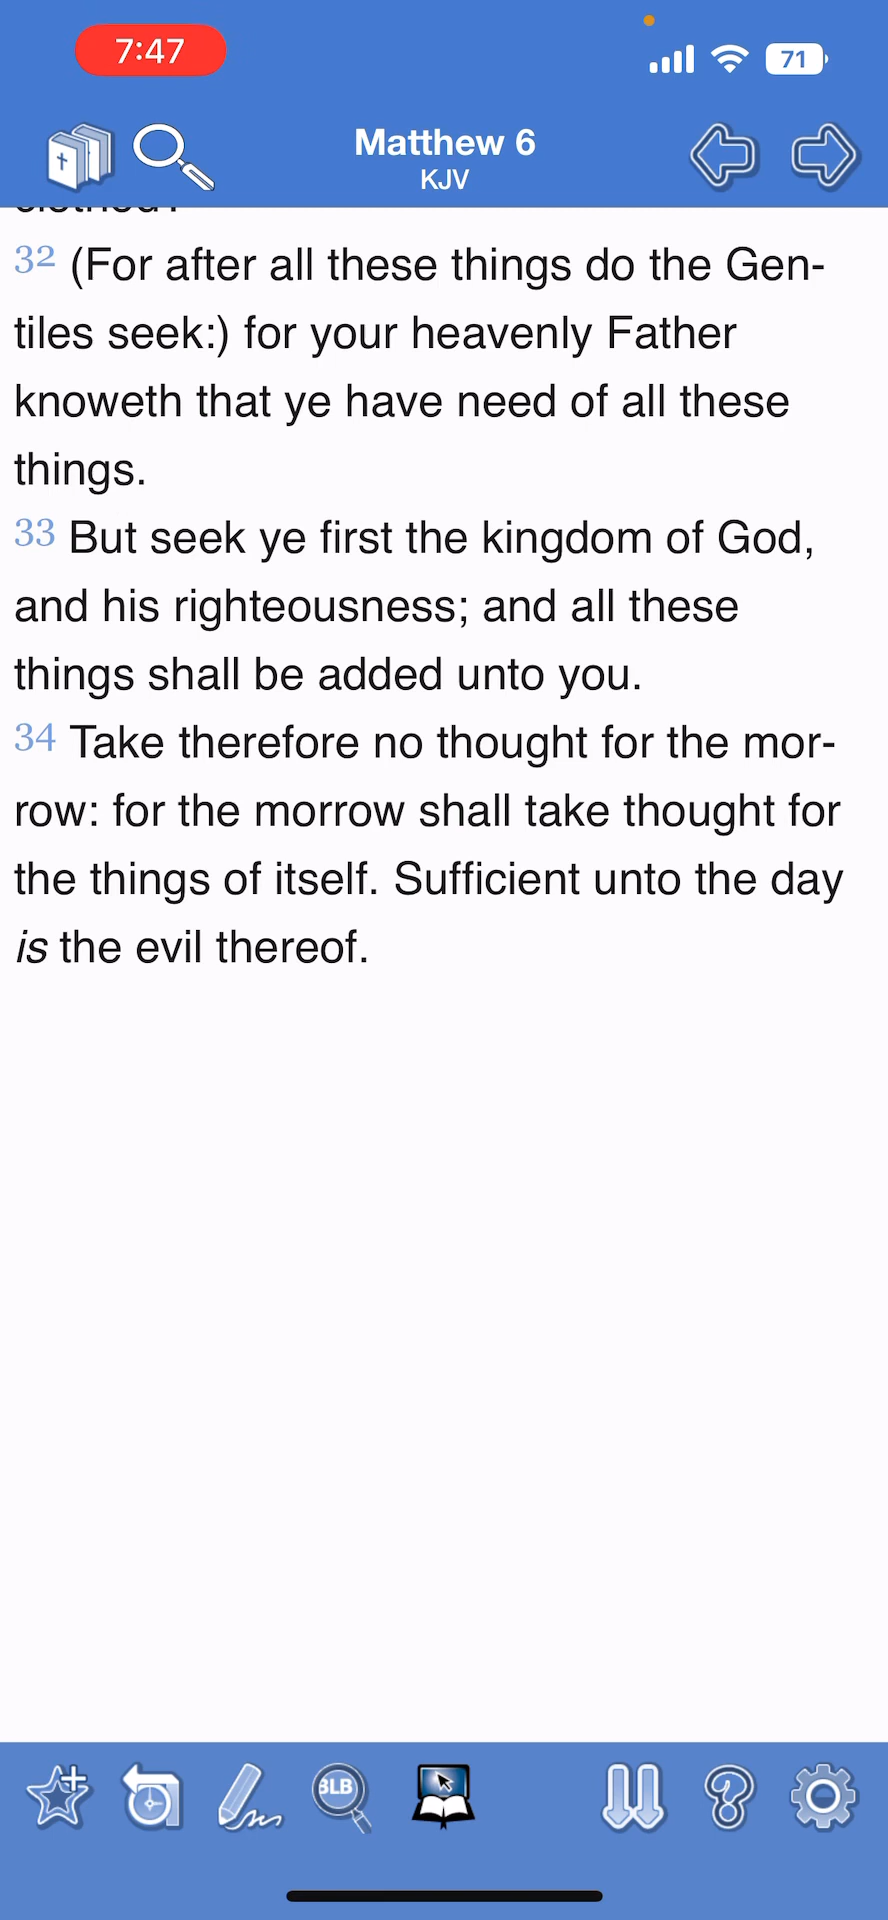 7:47
71
Matthew 6
KJV
32 (For after all these things do the Gen-
tiles seek:) for your heavenly Father
knoweth that ye have need of all these
things.
33 But seek ye first the kingdom of God,
and his righteousness; and all these
things shall be added unto you.
34 Take therefore no thought for the mor-
row: for the morrow shall take thought for
the things of itself. Sufficient unto the day
is the evil thereof.
BLB